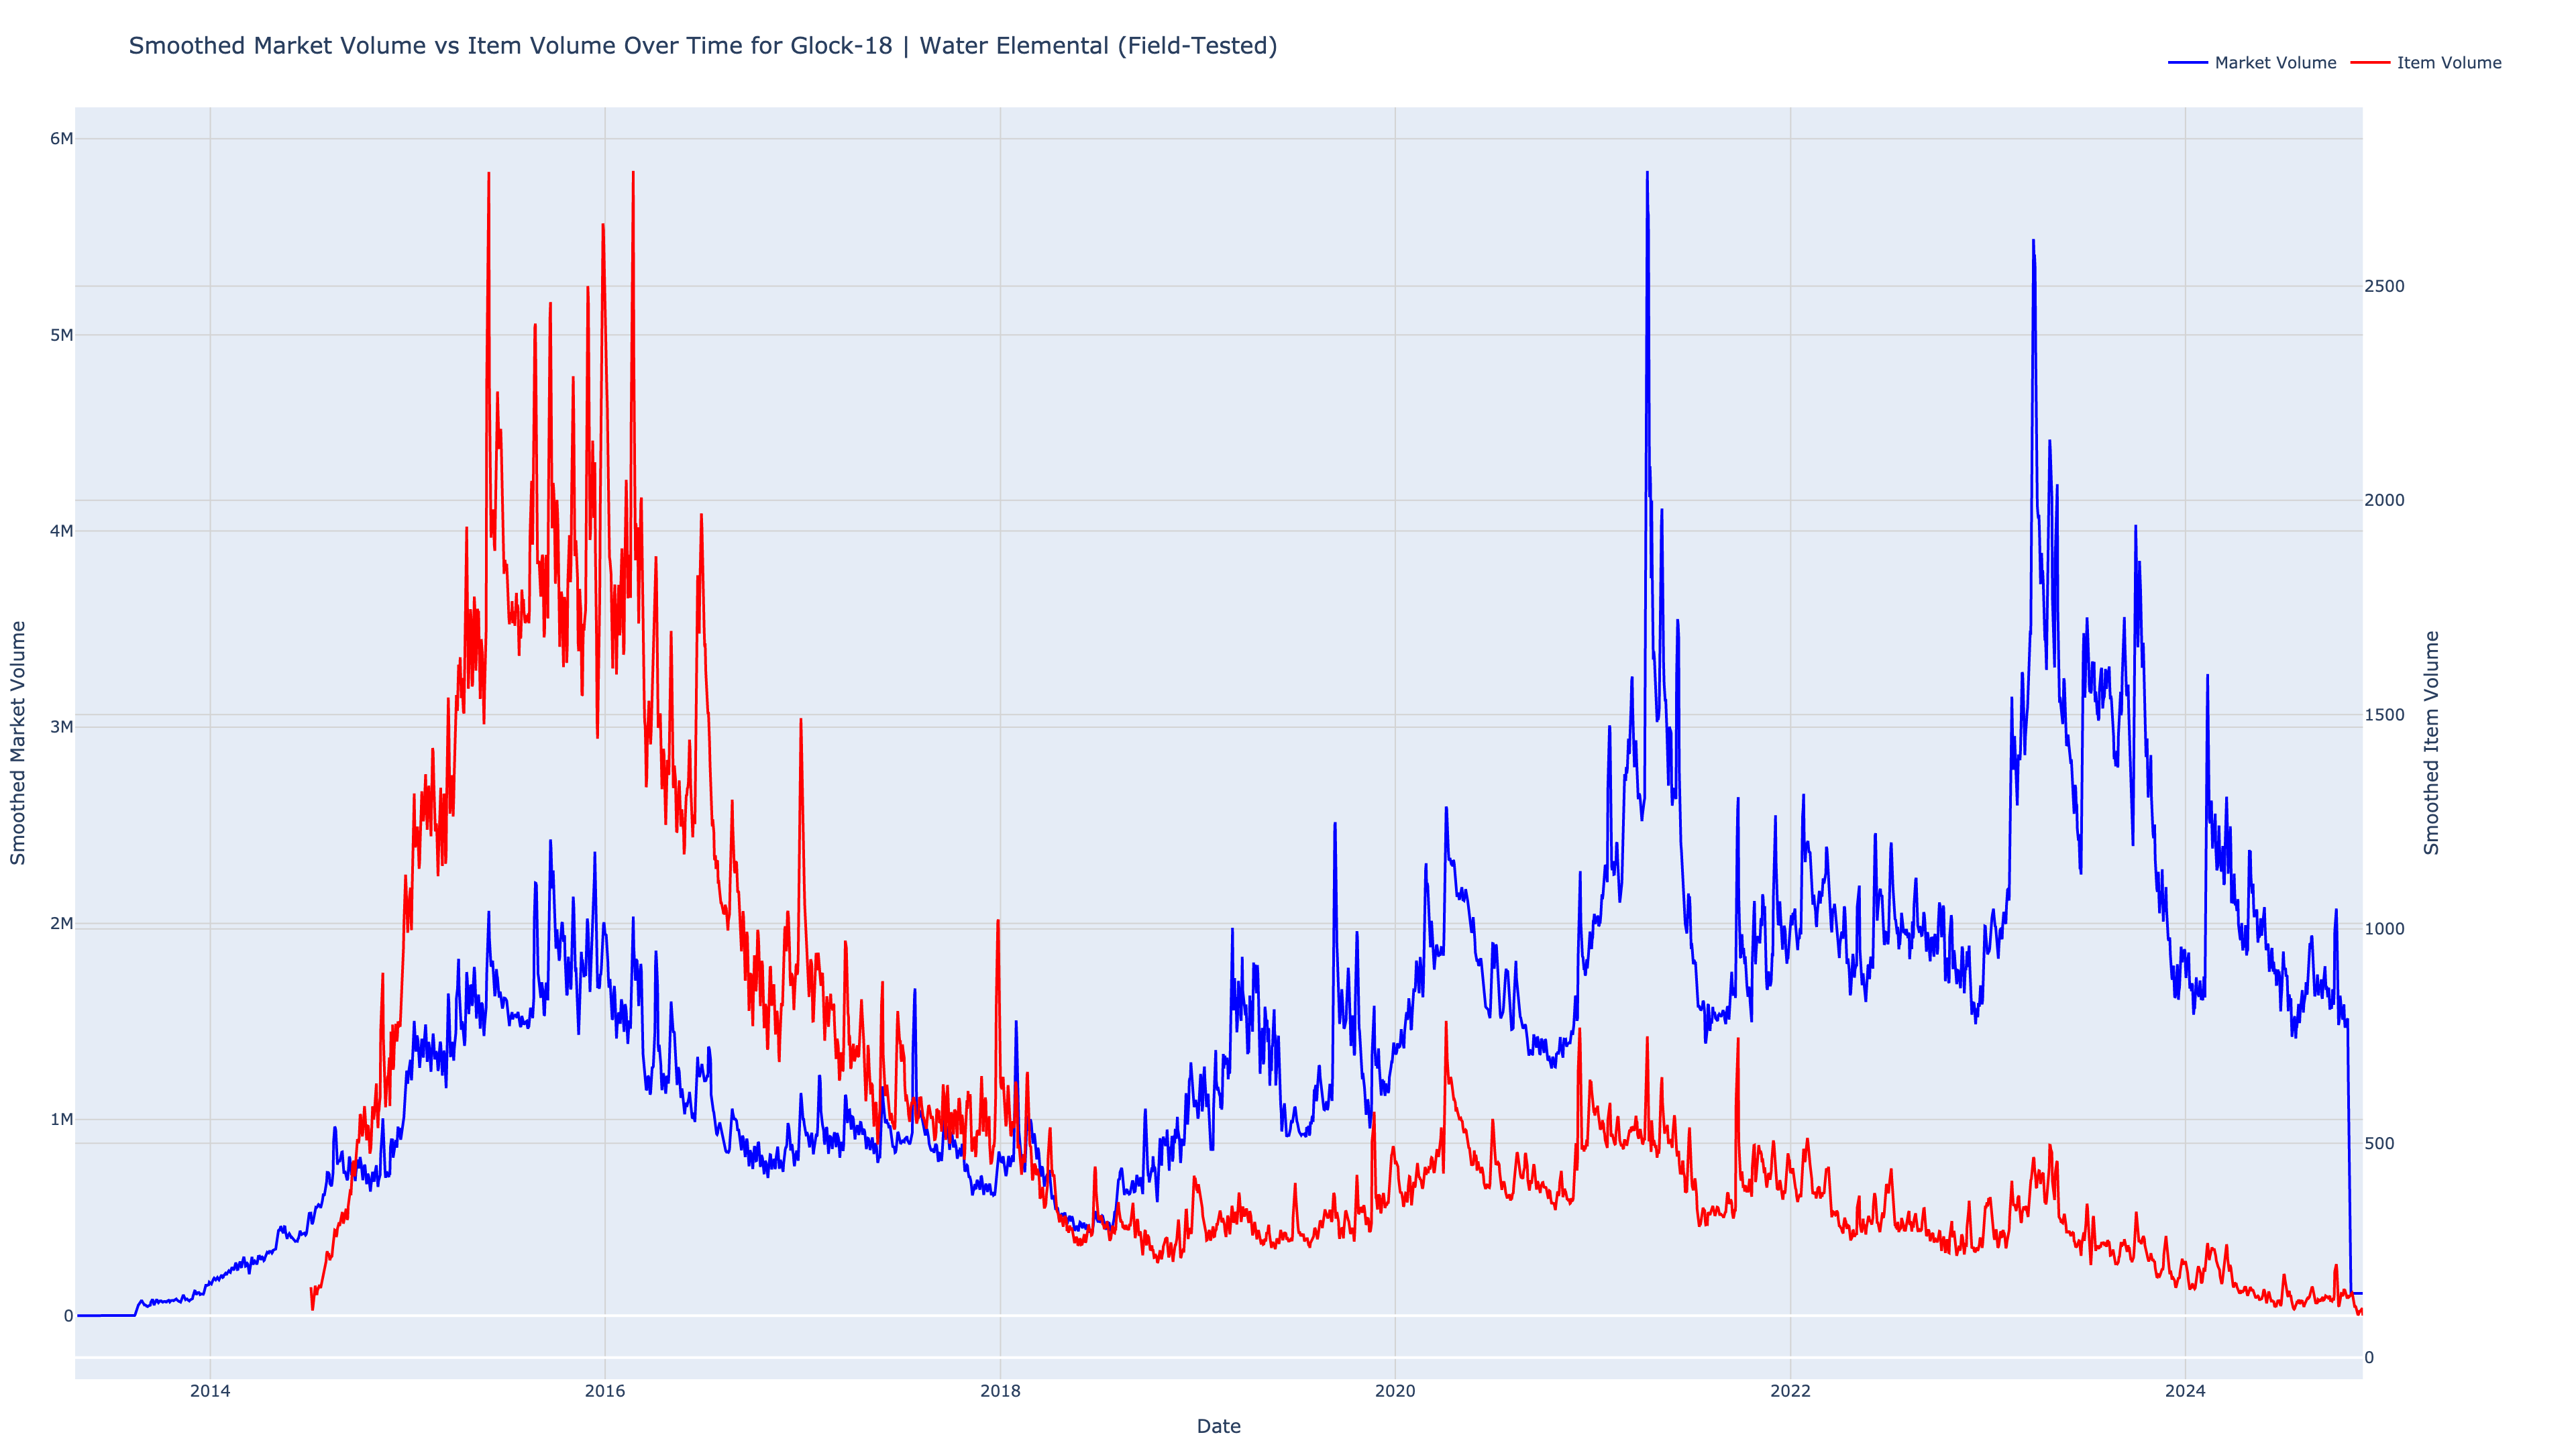 Smoothed Market Volume vs Item Volume Over Time for Glock-18 | Water Elemental (Field-Tested)
Market Volume
Item Volume
6M
5M
4M
3M
2M
1M
0
Smoothed Market Volume
2500
2000
1500
1000
500
0
Smoothed Item Volume
2014
2016
2018
2020
2022
2024
Date